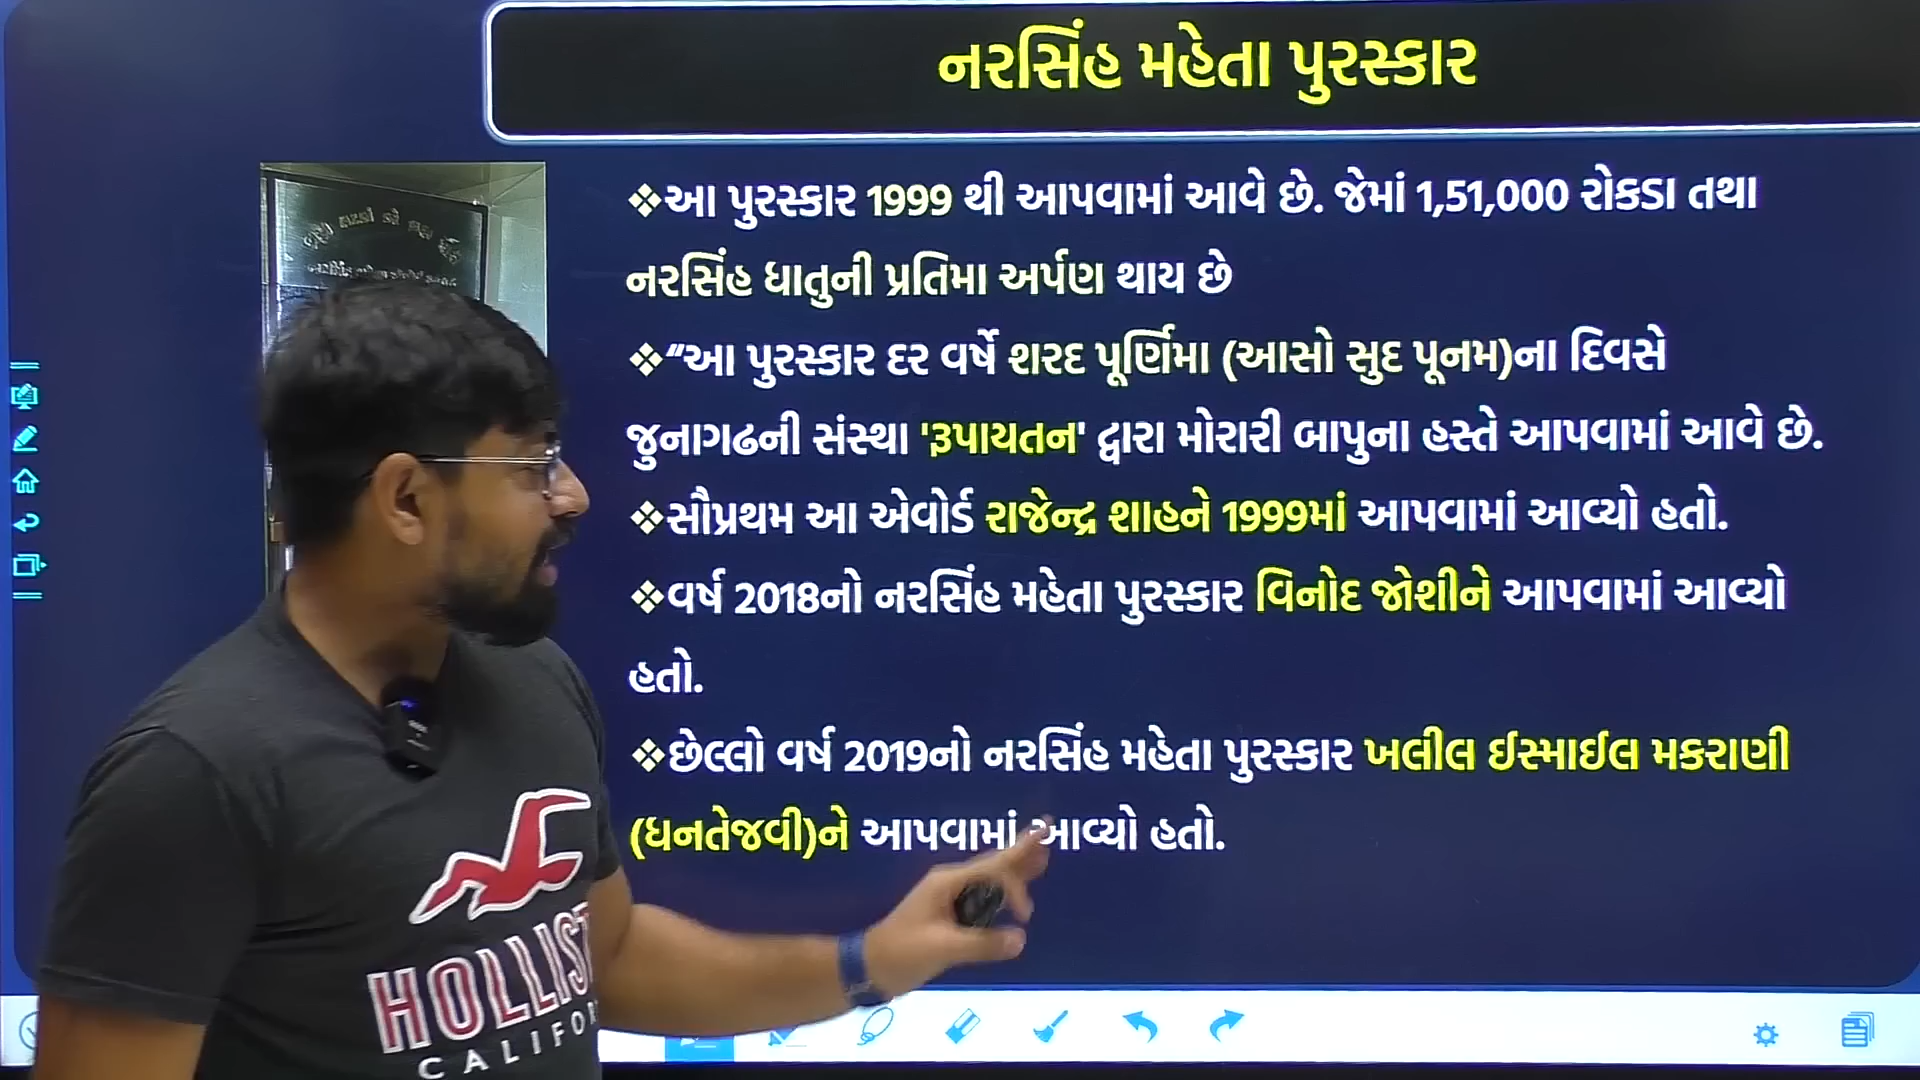 નરસિંહ મહેતા પુરસ્કાર
❖આ પુરસ્કાર 1999 થી આપવામાં આવે છે. જેમાં 1,51,000 રોકડા તથા
નરસિંહ ધાતુની પ્રતિમા અર્પણ થાય છે
❖“આ પુરસ્કાર દર વર્ષે શરદ પૂર્ણિમા (આસો સુદ પૂનમ)ના દિવસે
જુનાગઢની સંસ્થા 'રૂપાયતન' દ્વારા મોરારી બાપુના હસ્તે આપવામાં આવે છે.
❖સૌપ્રથમ આ એવોર્ડ રાજેન્દ્ર શાહને 1999માં આપવામાં આવ્યો હતો.
❖વર્ષ 2018નો નરસિંહ મહેતા પુરસ્કાર વિનોદ જોશીને આપવામાં આવ્યો
હતો.
❖છેલ્લો વર્ષ 2019નો નરસિંહ મહેતા પુરસ્કાર ખલીલ ઈસ્માઈલ મકરાણી
(ધનતેજવી)ને આપવામાં આવ્યો હતો.
HOLLIST
CALIFOR